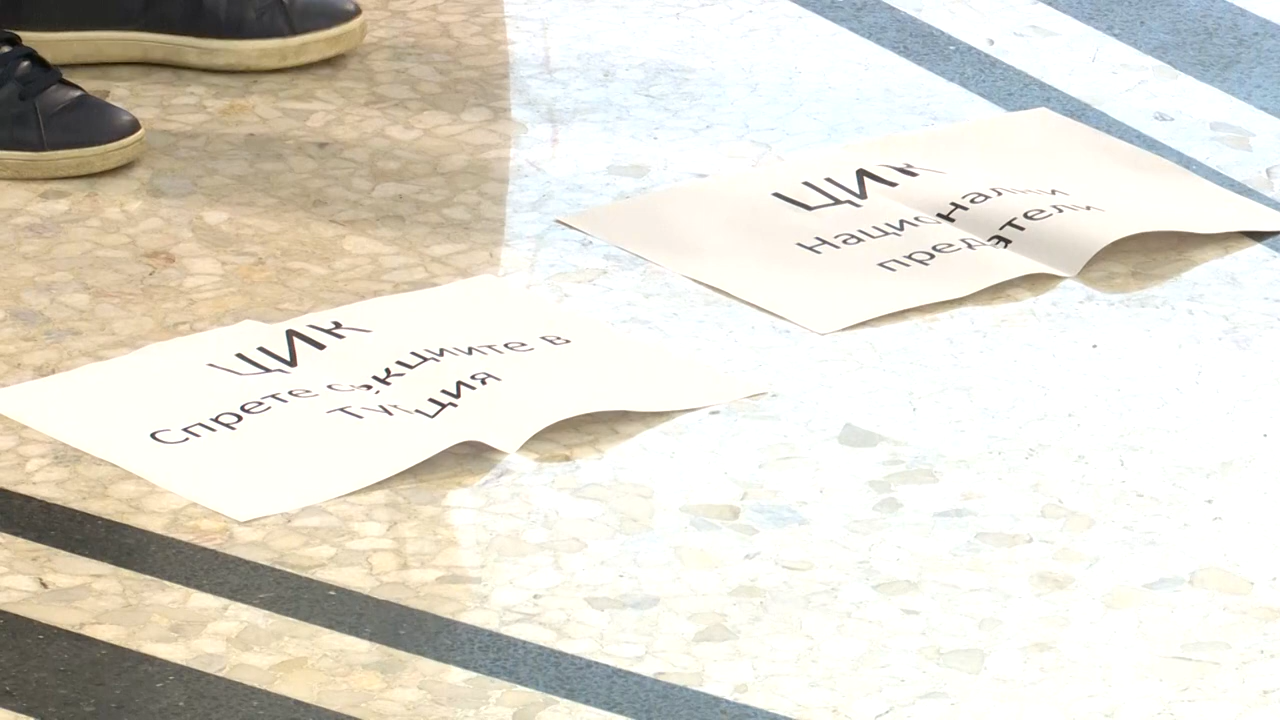 ЦИК
Спрете секциите в
Турция
ЦИК
Национални
предатели